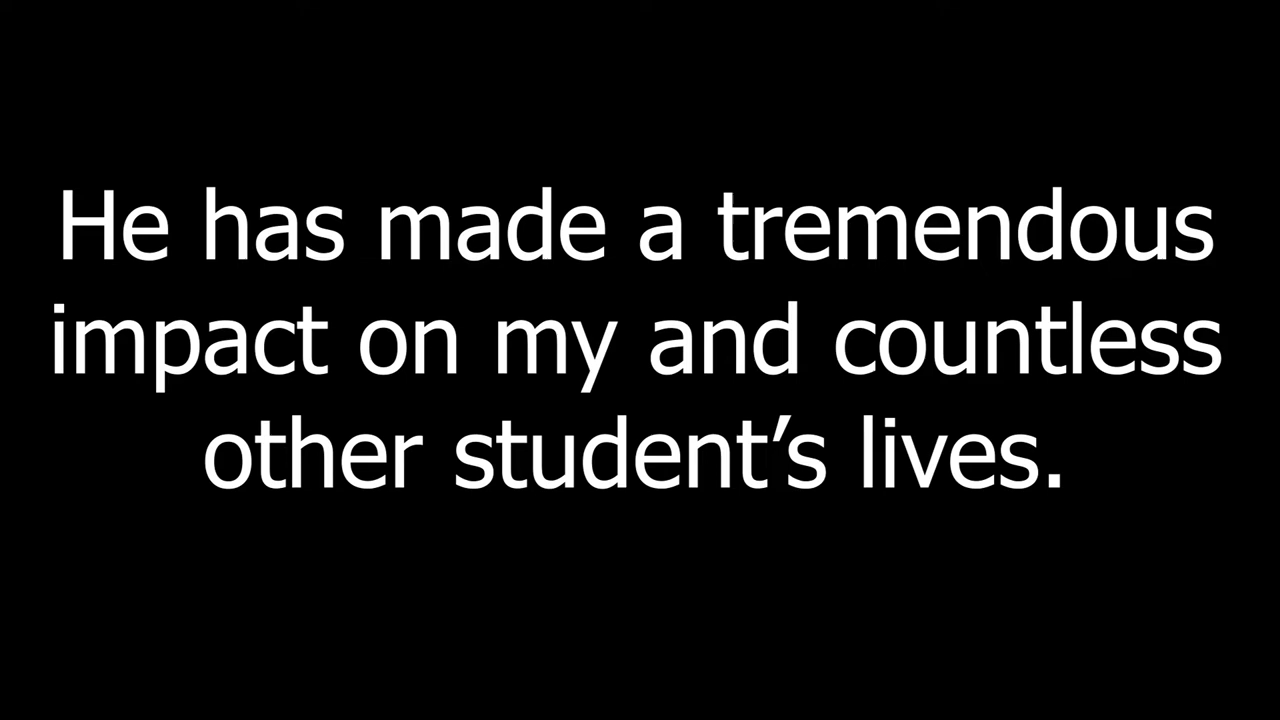 He has made a tremendous
impact on my and countless
other student’s lives.